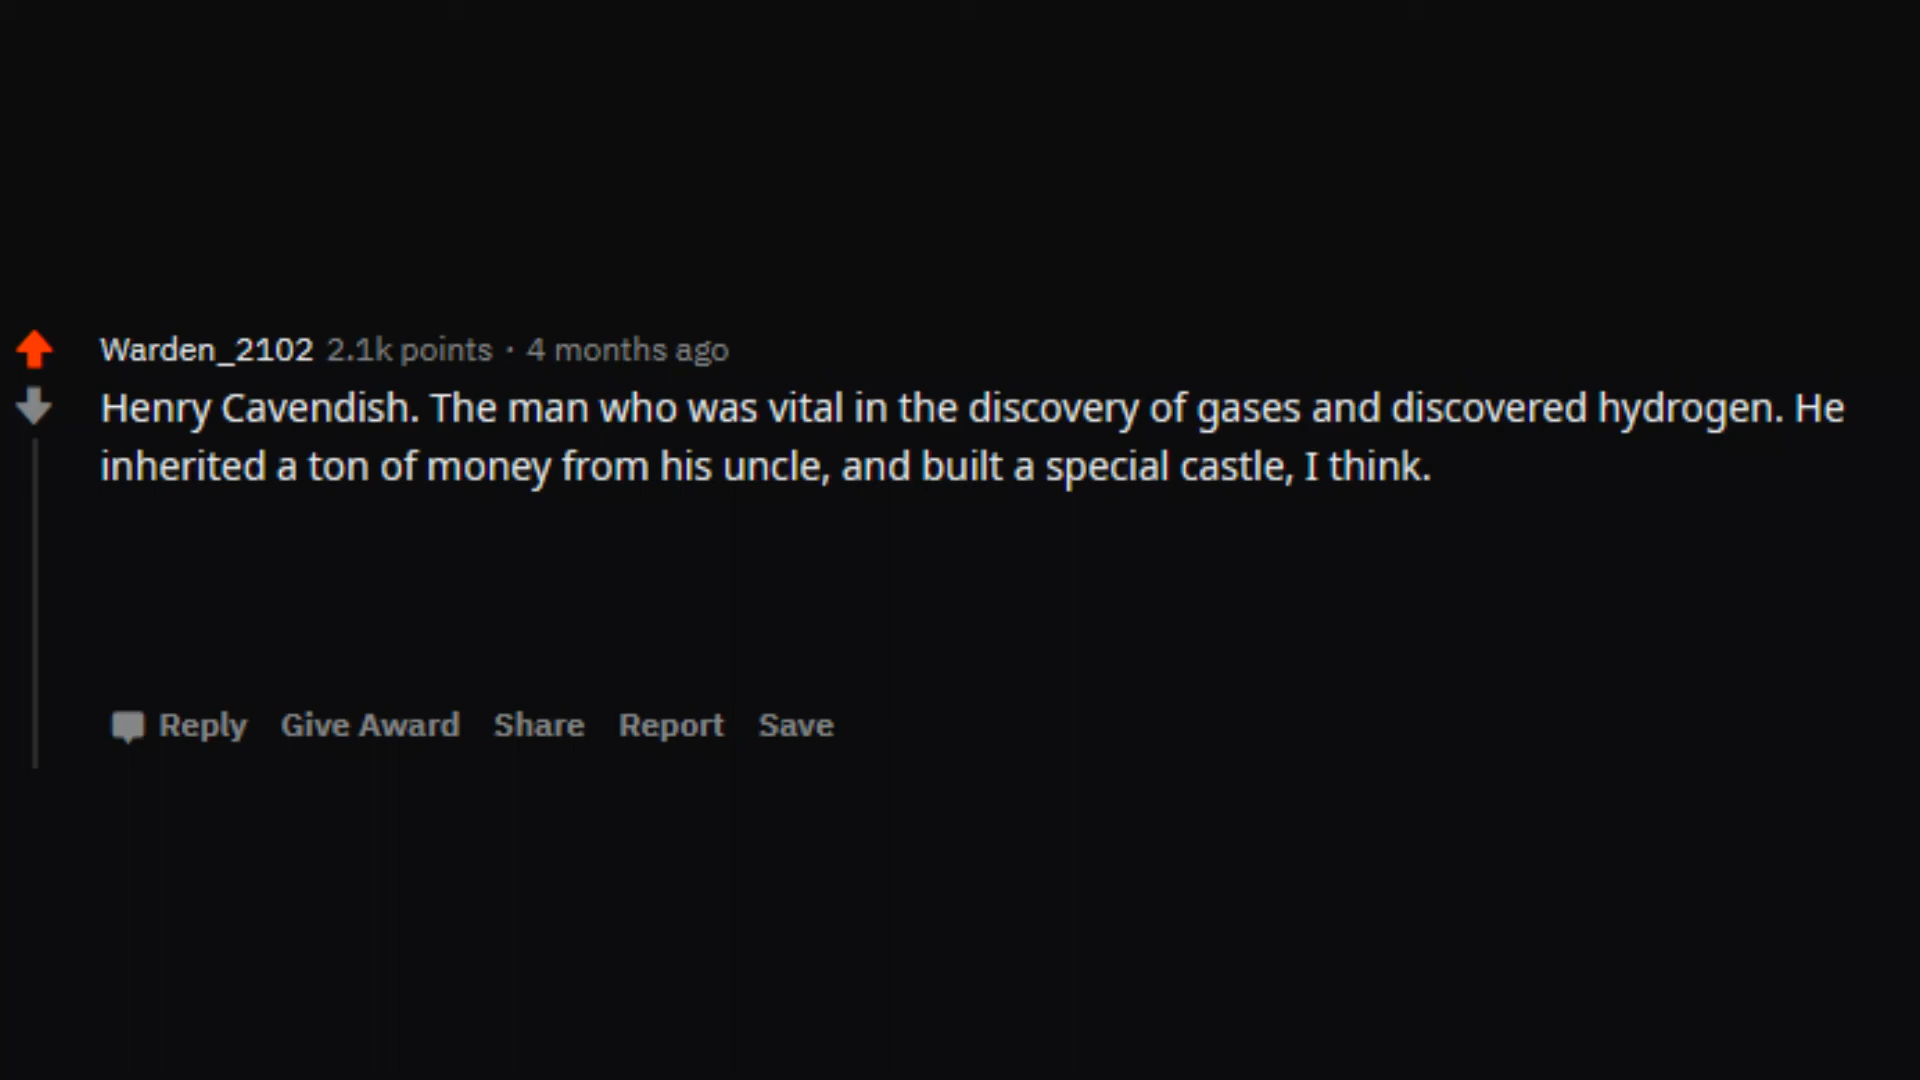 Warden_2102 2.1k points · 4 months ago
Henry Cavendish. The man who was vital in the discovery of gases and discovered hydrogen. He
inherited a ton of money from his uncle, and built a special castle, I think.
Reply Give Award Share Report Save